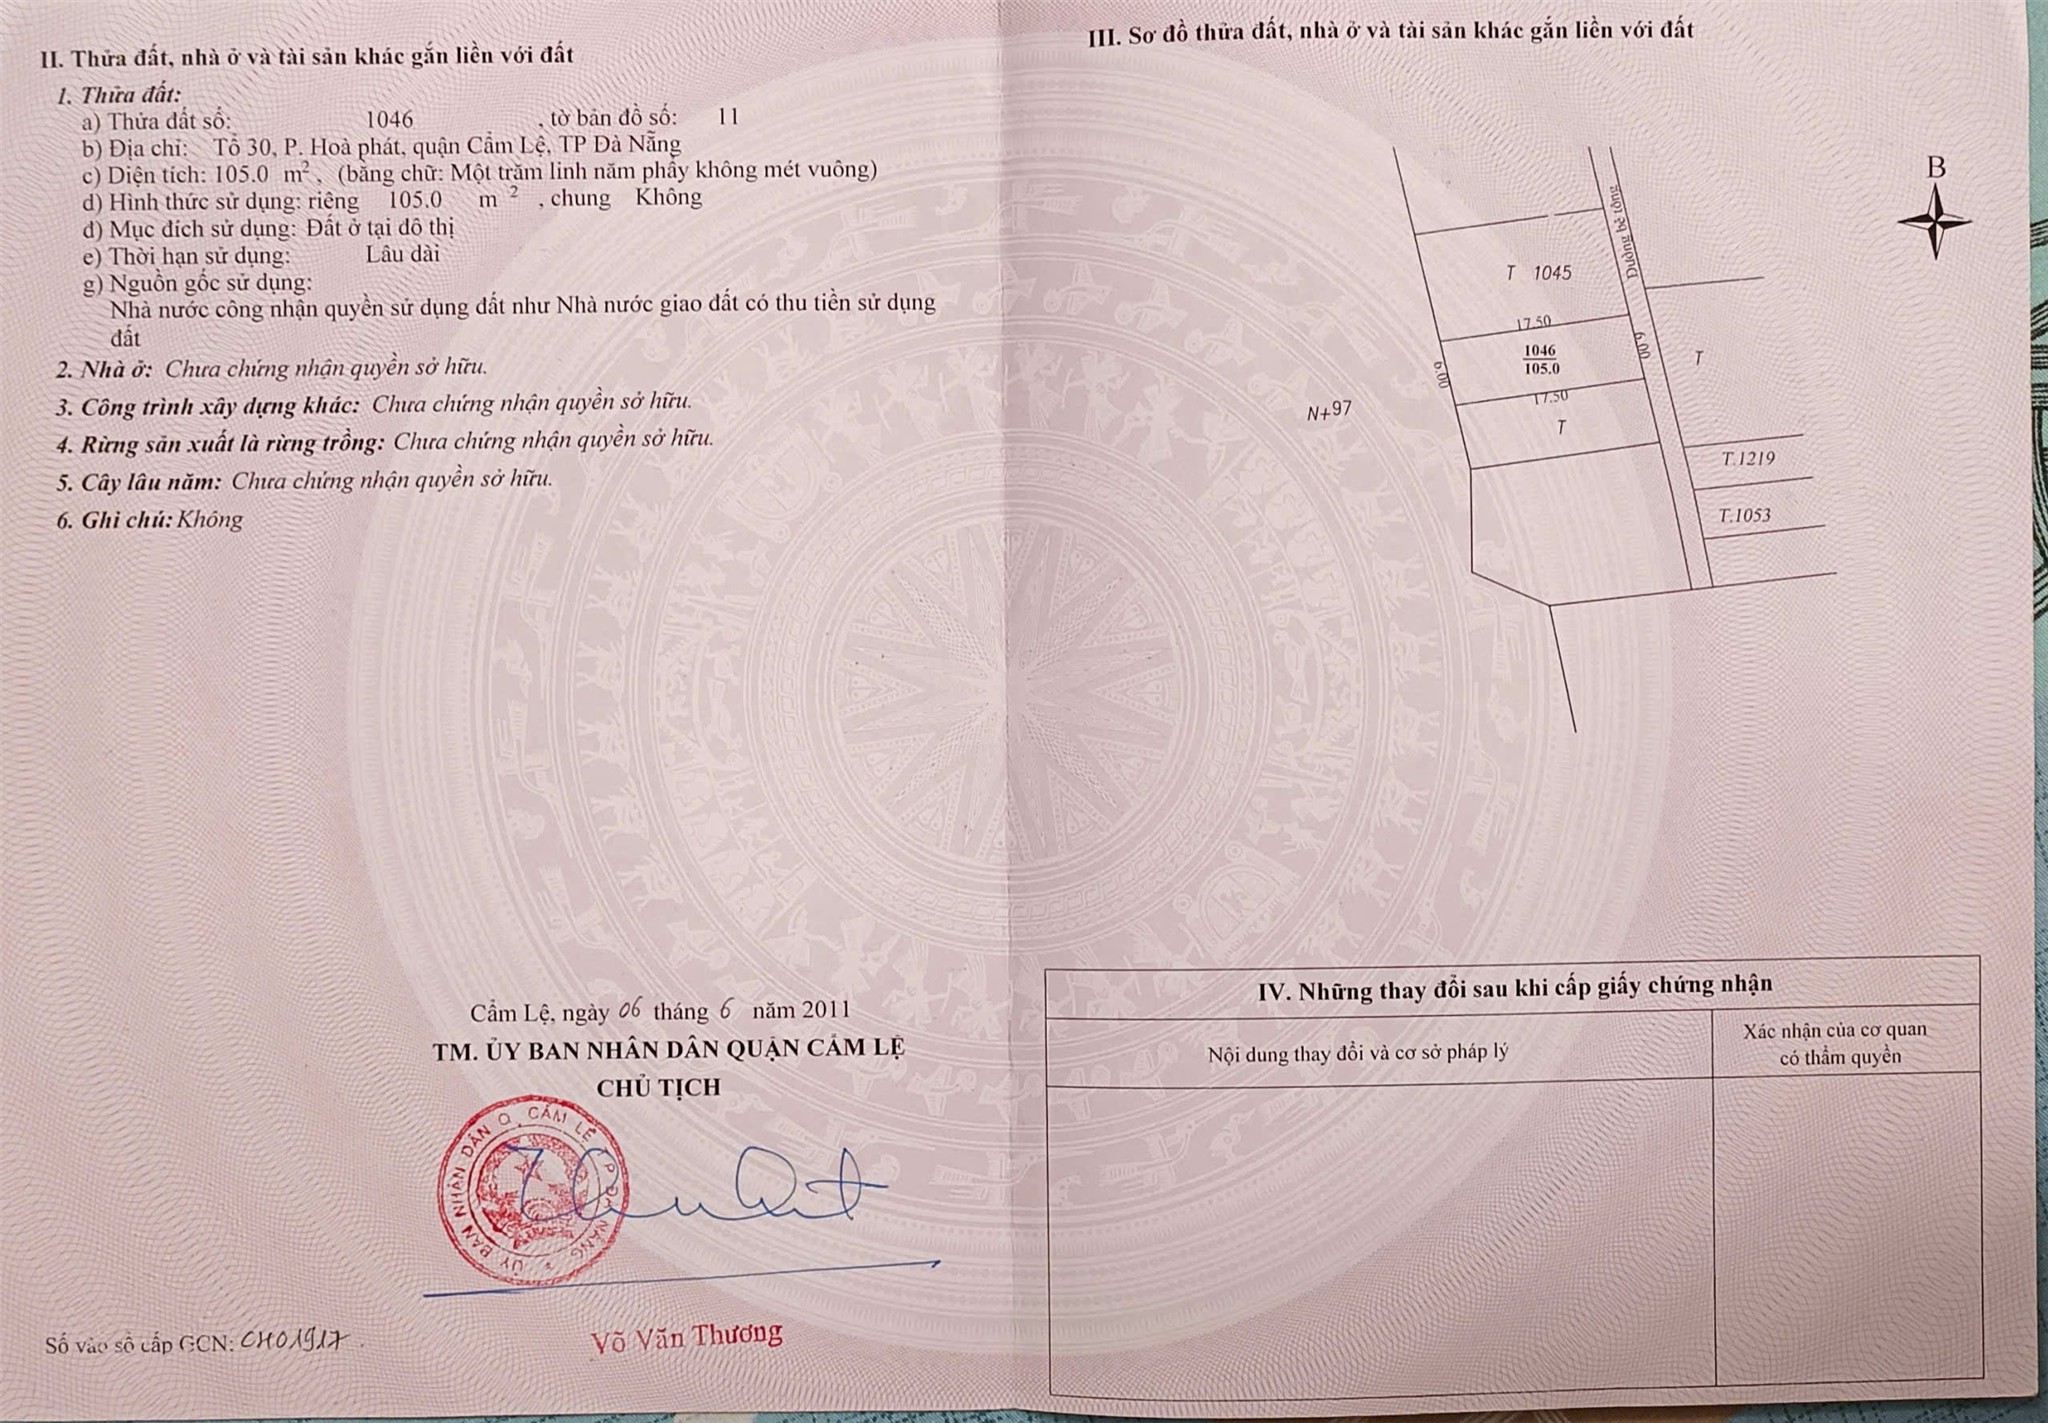 II. Thửa đất, nhà ở và tài sản khác gắn liền với đất
1. Thửa đất:
a) Thửa đất số: 1046 , tờ bản đồ số: 11
b) Địa chỉ: Tổ 30, P. Hoà phát, quận Cẩm Lệ, TP Đà Nẵng
c) Diện tích: 105.0 m², (bằng chữ: Một trăm linh năm phẩy không mét vuông)
d) Hình thức sử dụng: riêng 105.0 m ² , chung Không
đ) Mục đích sử dụng: Đất ở tại đô thị
e) Thời hạn sử dụng: Lâu dài
g) Nguồn gốc sử dụng:
Nhà nước công nhận quyền sử dụng đất như Nhà nước giao đất có thu tiền sử dụng
đất
2. Nhà ở: Chưa chứng nhận quyền sở hữu.
3. Công trình xây dựng khác: Chưa chứng nhận quyền sở hữu.
4. Rừng sản xuất là rừng trồng: Chưa chứng nhận quyền sở hữu.
5. Cây lâu năm: Chưa chứng nhận quyền sở hữu.
6. Ghi chú: Không
Cẩm Lệ, ngày 06 tháng 6 năm 2011
TM. ỦY BAN NHÂN DÂN QUẬN CẨM LỆ
CHỦ TỊCH
ỦY BAN NHÂN DÂN Q. CẨM LỆ T.P ĐÀ NẴNG
Võ Văn Thương
Số vào sổ cấp GCN: CH01917.
III. Sơ đồ thửa đất, nhà ở và tài sản khác gắn liền với đất
B
Đường bê tông
T 1045
17.50
6.00
1046
105.0
6.00
T
17.50
N+97
T
T.1219
T.1053
IV. Những thay đổi sau khi cấp giấy chứng nhận
Nội dung thay đổi và cơ sở pháp lý
Xác nhận của cơ quan
có thẩm quyền